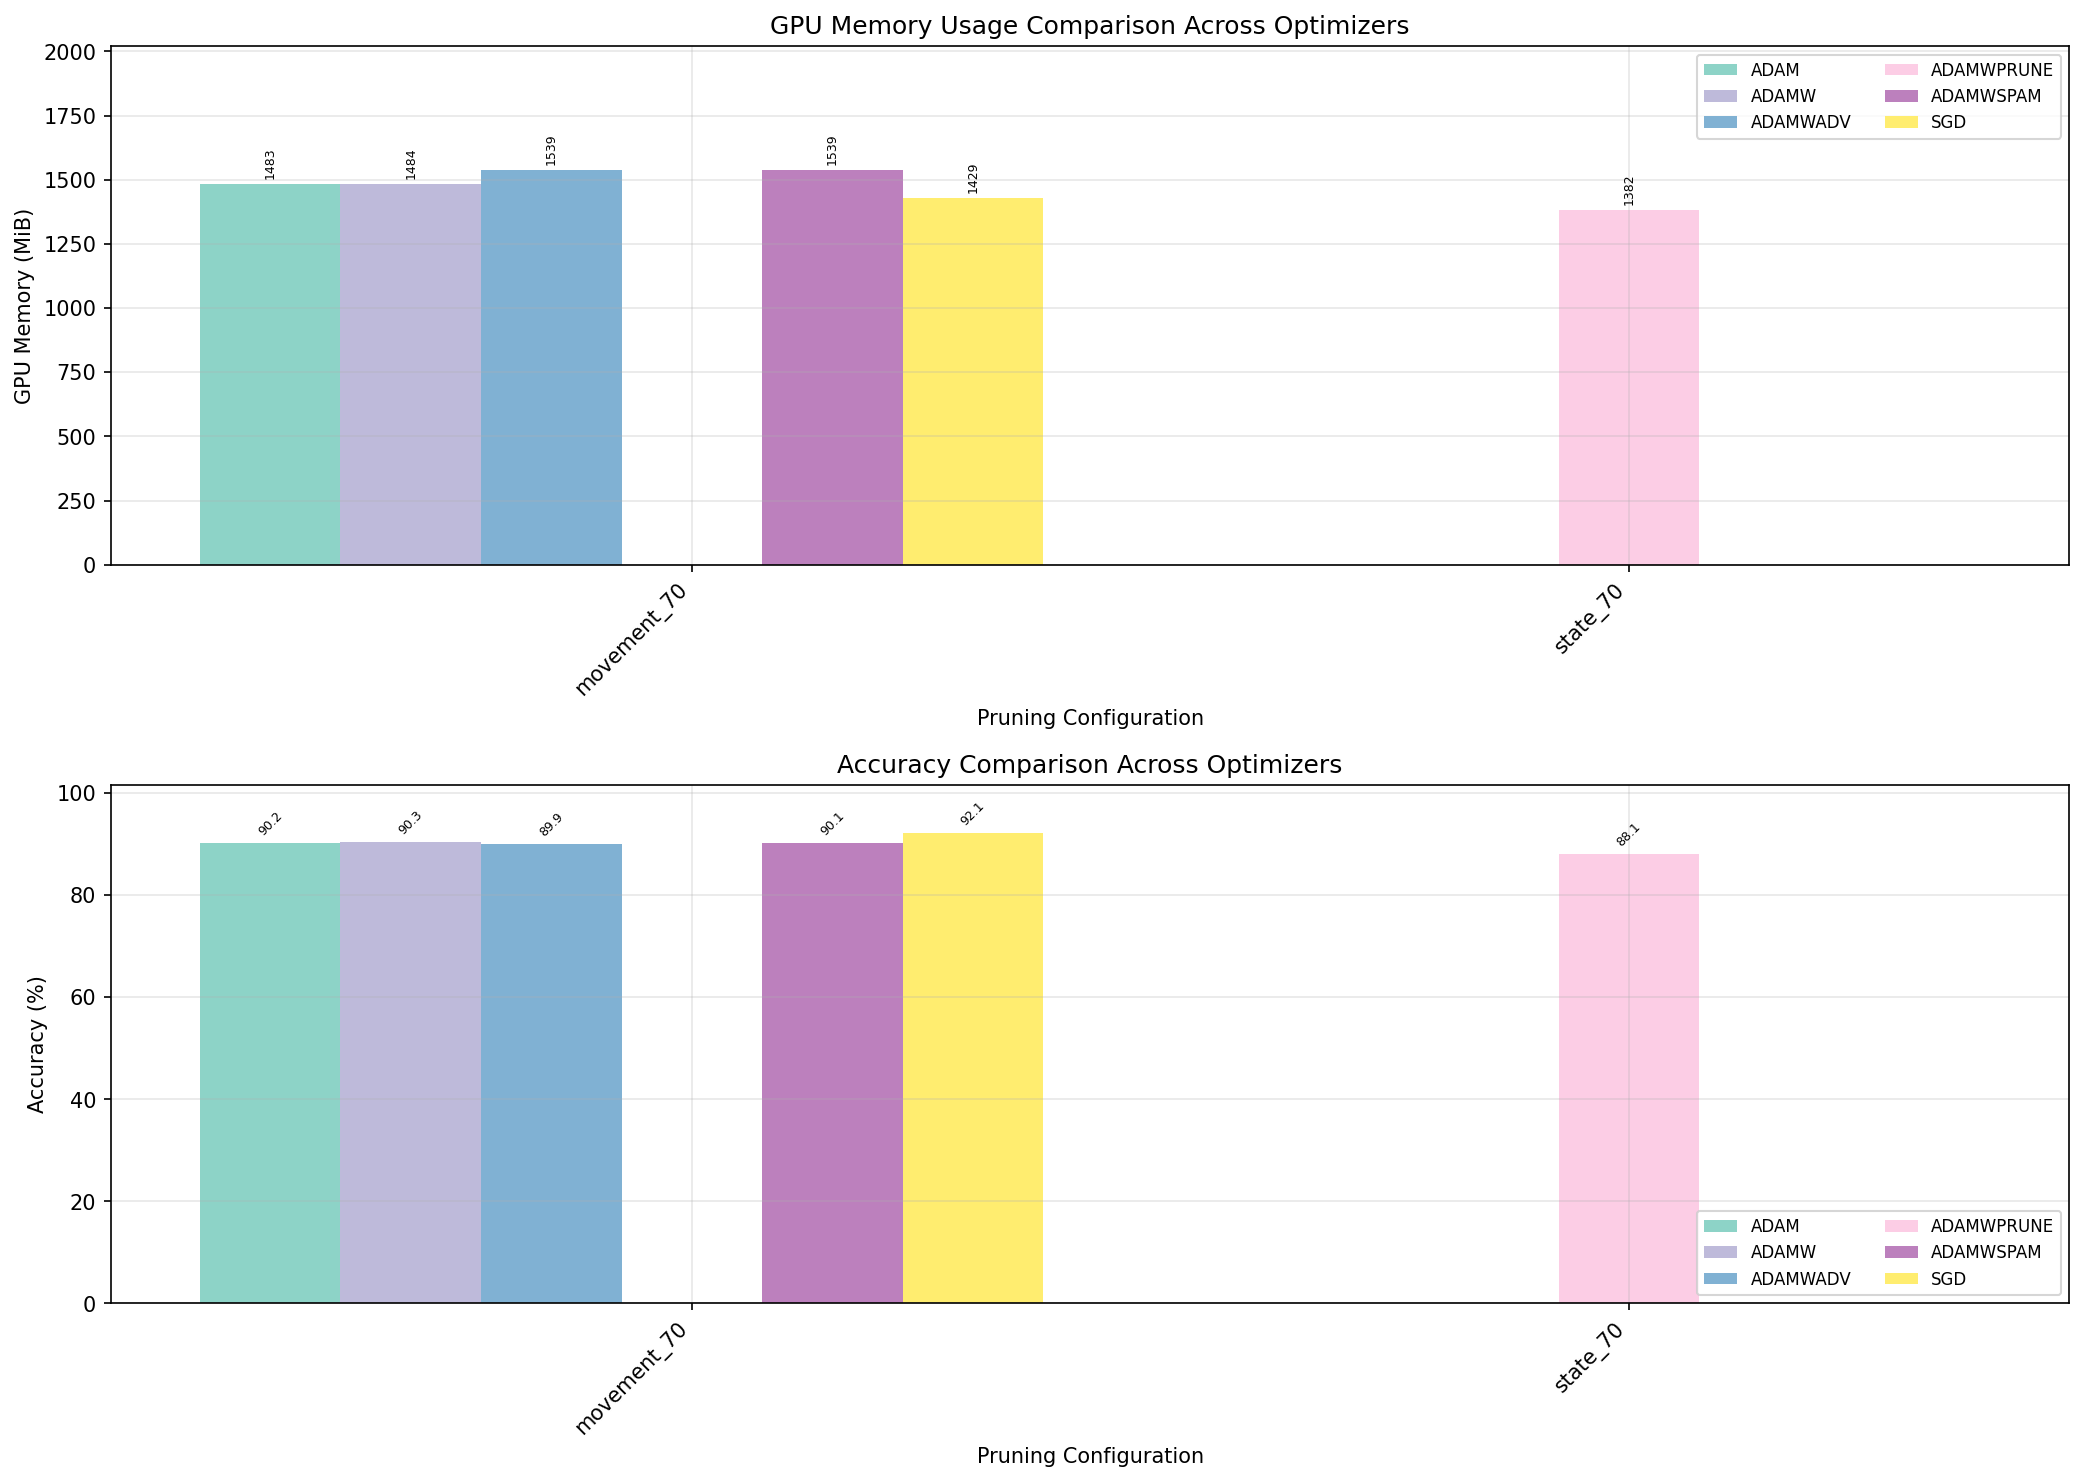 GPU Memory Usage Comparison Across Optimizers
GPU Memory (MiB)
2000
1750
1500
1250
1000
750
500
250
0
1483
1484
1539
1539
1429
1382
ADAM
ADAMW
ADAMWADV
ADAMWPRUNE
ADAMWSPAM
SGD
movement_70
state_70
Pruning Configuration
Accuracy Comparison Across Optimizers
Accuracy (%)
100
80
60
40
20
0
90.2
90.3
89.9
90.1
92.1
88.1
ADAM
ADAMW
ADAMWADV
ADAMWPRUNE
ADAMWSPAM
SGD
movement_70
state_70
Pruning Configuration